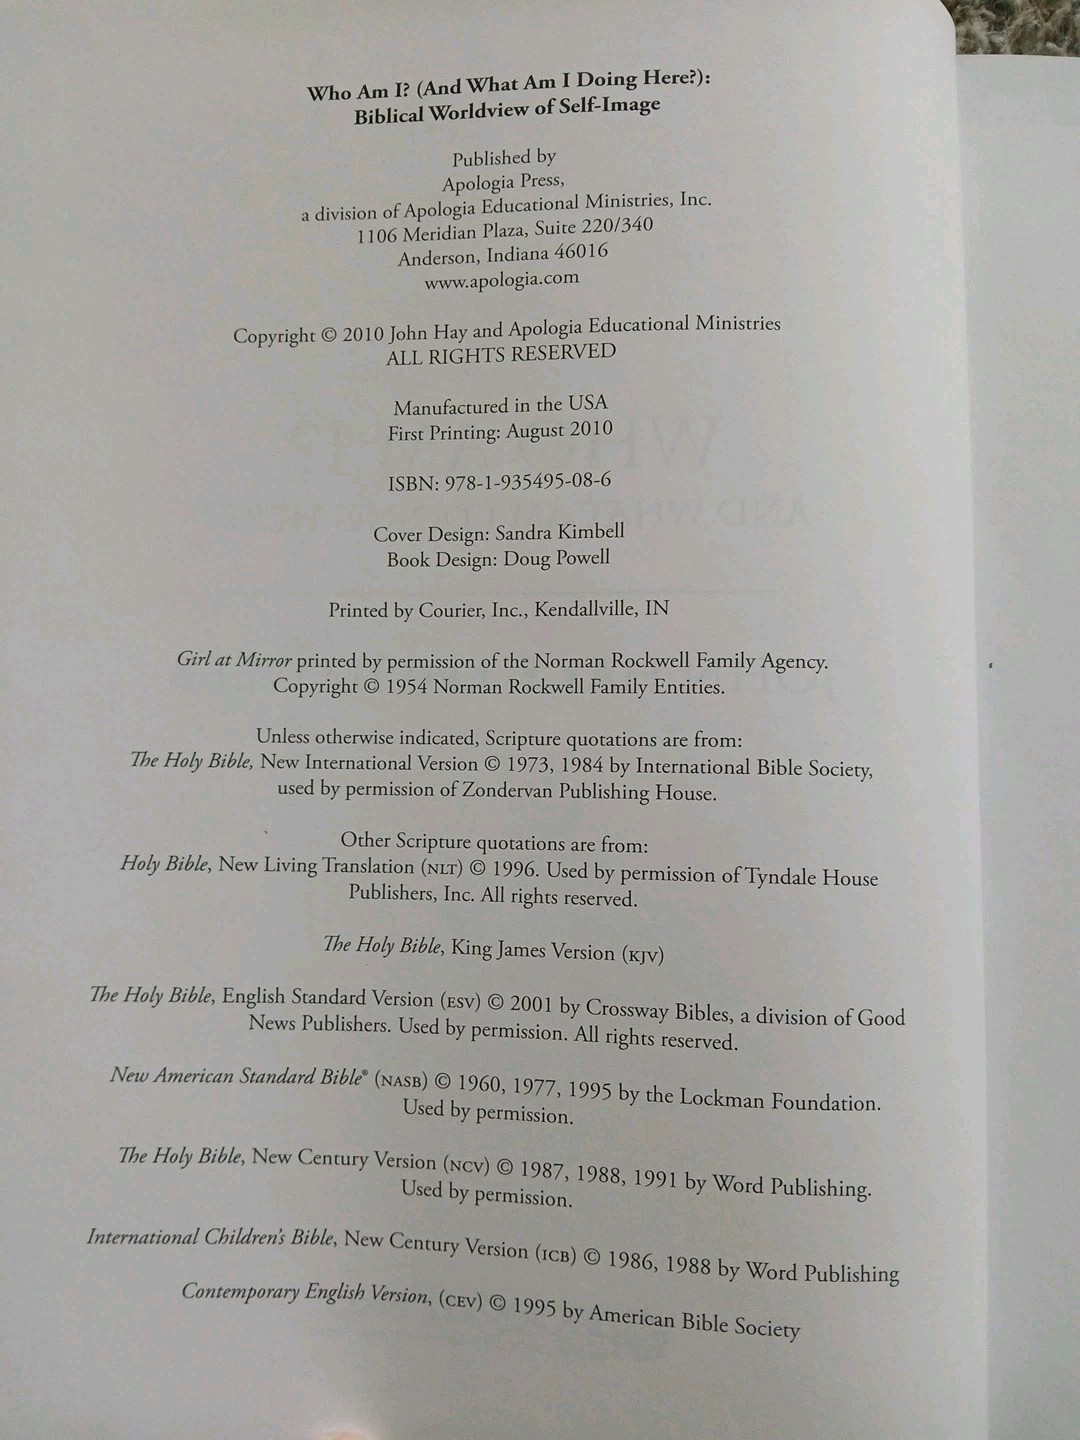 Who Am I? (And What Am I Doing Here?):
Biblical Worldview of Self-Image
Published by
Apologia Press,
a division of Apologia Educational Ministries, Inc.
1106 Meridian Plaza, Suite 220/340
Anderson, Indiana 46016
www.apologia.com
Copyright © 2010 John Hay and Apologia Educational Ministries
ALL RIGHTS RESERVED
Manufactured in the USA
First Printing: August 2010
ISBN: 978-1-935495-08-6
Cover Design: Sandra Kimbell
Book Design: Doug Powell
Printed by Courier, Inc., Kendallville, IN
Girl at Mirror printed by permission of the Norman Rockwell Family Agency.
Copyright © 1954 Norman Rockwell Family Entities.
Unless otherwise indicated, Scripture quotations are from:
The Holy Bible, New International Version © 1973, 1984 by International Bible Society,
used by permission of Zondervan Publishing House.
Other Scripture quotations are from:
Holy Bible, New Living Translation (NLT) © 1996. Used by permission of Tyndale House
Publishers, Inc. All rights reserved.
The Holy Bible, King James Version (KJV)
The Holy Bible, English Standard Version (ESV) © 2001 by Crossway Bibles, a division of Good
News Publishers. Used by permission. All rights reserved.
New American Standard Bible® (NASB) © 1960, 1977, 1995 by the Lockman Foundation.
Used by permission.
The Holy Bible, New Century Version (NCV) © 1987, 1988, 1991 by Word Publishing.
Used by permission.
International Children's Bible, New Century Version (ICB) © 1986, 1988 by Word Publishing
Contemporary English Version, (CEV) © 1995 by American Bible Society